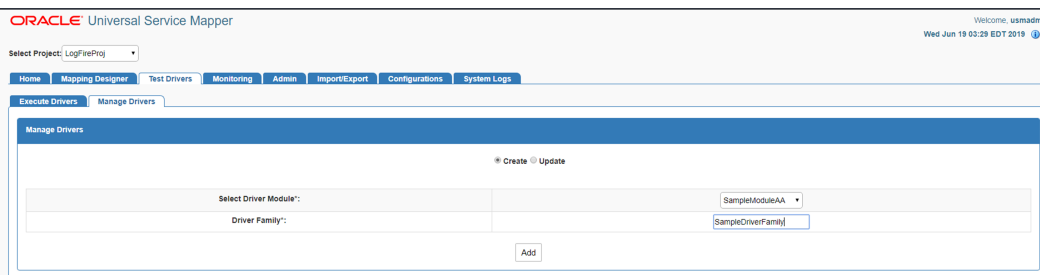 ORACLE® Universal Service Mapper
Welcome, usmadm
Wed Jun 19 03:29 EDT 2019
Select Project: LogFireProj
Home Mapping Designer Test Drivers Monitoring Admin Import/Export Configurations System Logs
Execute Drivers Manage Drivers
Manage Drivers
Create Update
Select Driver Module*: SampleModuleAA
Driver Family*: SampleDriverFamily
Add